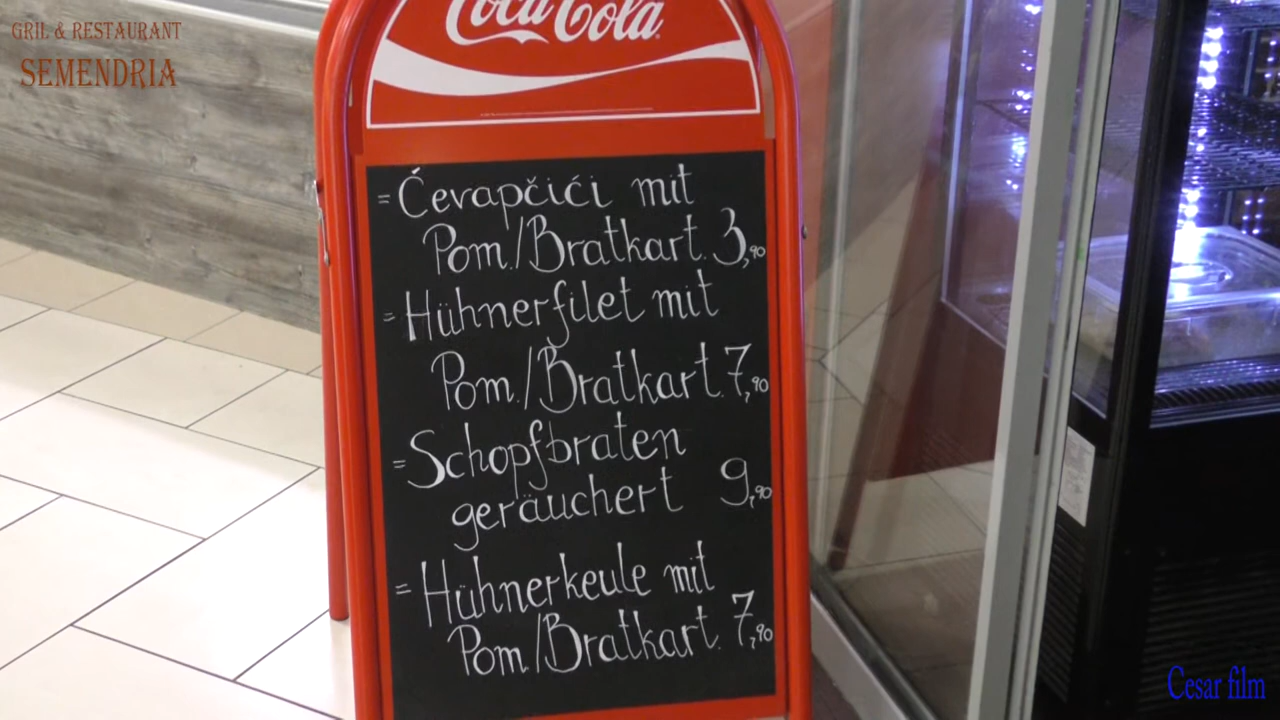 GRIL & RESTAURANT
SEMENDRIA
Coca-Cola
= Ćevapčići mit
Pom./Bratkart. 3,90
= Hühnerfilet mit
Pom./Bratkart. 7,90
= Schopfbraten
geräuchert 9,90
= Hühnerkeule mit
Pom./Bratkart. 7,90
Cesar film